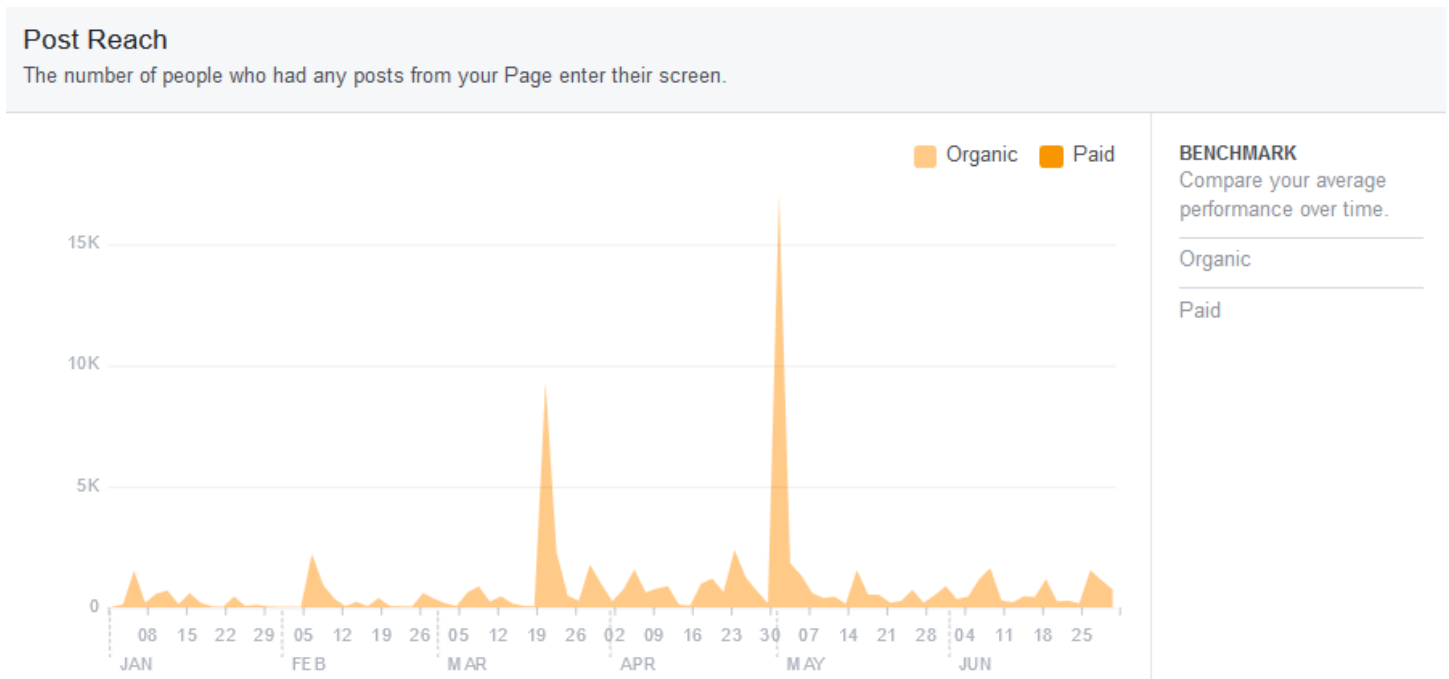 Post Reach
The number of people who had any posts from your Page enter their screen.
Organic Paid
BENCHMARK
Compare your average
performance over time.
Organic
Paid
15K
10K
5K
0
08 15 22 29 05 12 19 26 05 12 19 26 02 09 16 23 30 07 14 21 28 04 11 18 25
JAN FEB MAR APR MAY JUN